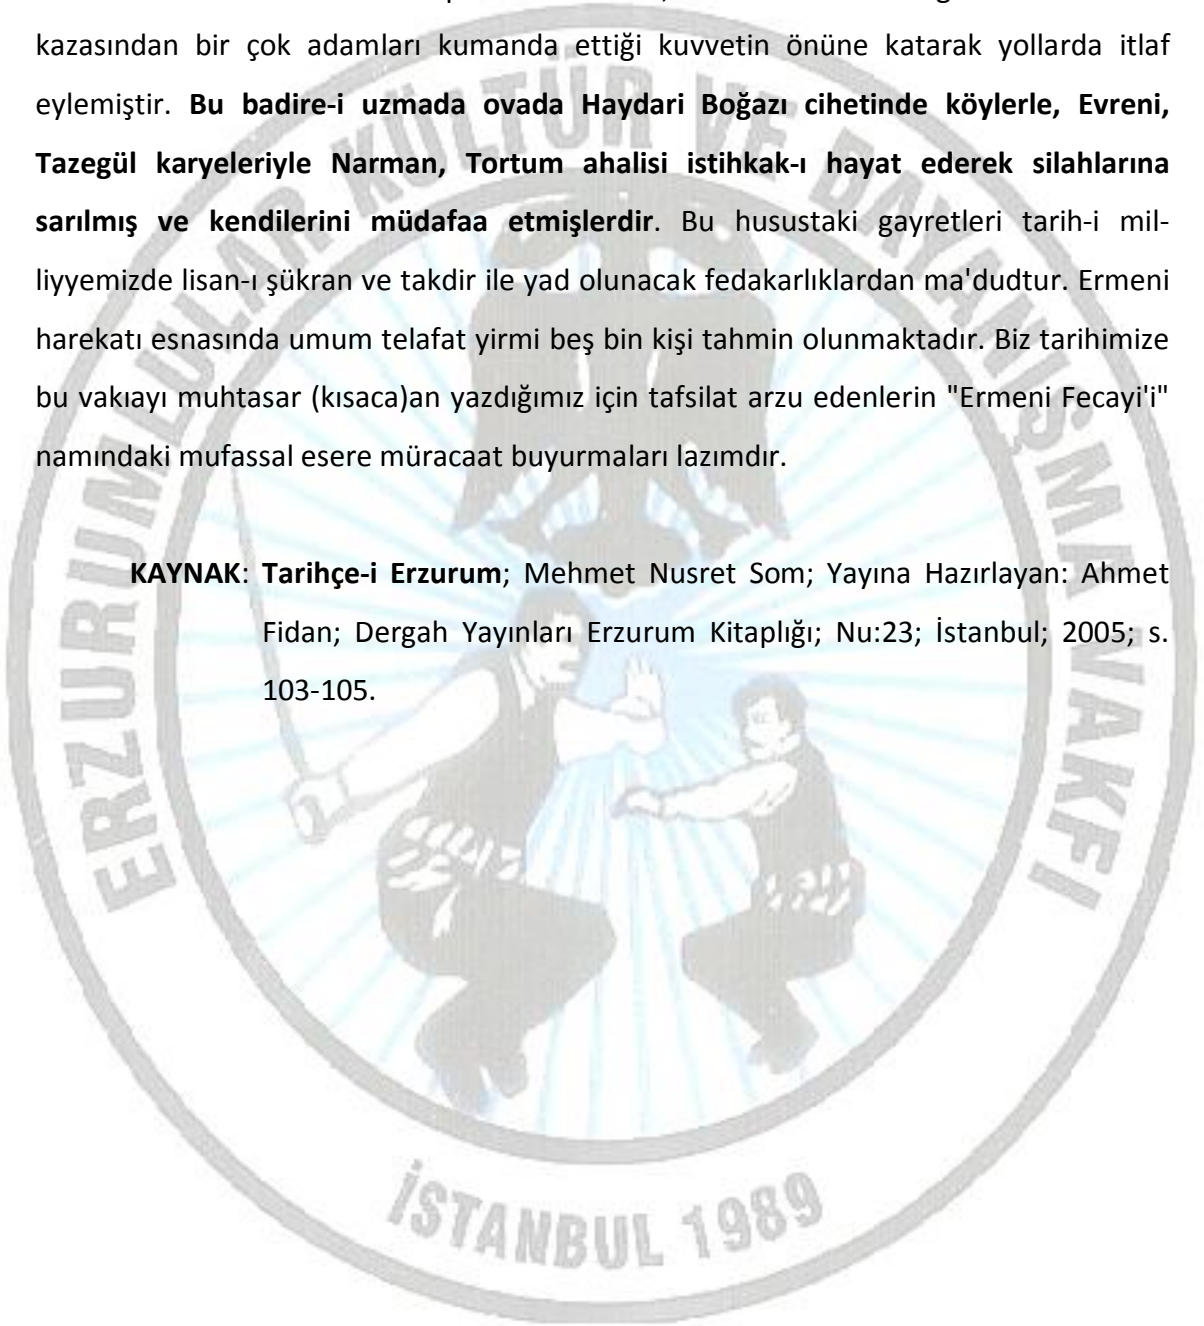 kazasından bir çok adamları kumanda ettiği kuvvetin önüne katarak yollarda itlaf
eylemiştir. Bu badire-i uzmada ovada Haydari Boğazı cihetinde köylerle, Evreni,
Tazegül karyeleriyle Narman, Tortum ahalisi istihkak-ı hayat ederek silahlarına
sarılmış ve kendilerini müdafaa etmişlerdir. Bu husustaki gayretleri tarih-i mil-
liyyemizde lisan-ı şükran ve takdir ile yad olunacak fedakarlıklardan ma'dudtur. Ermeni
harekatı esnasında umum telafat yirmi beş bin kişi tahmin olunmaktadır. Biz tarihimize
bu vakıayı muhtasar (kısaca)an yazdığımız için tafsilat arzu edenlerin "Ermeni Fecayi'i"
namındaki mufassal esere müracaat buyurmaları lazımdır.
KAYNAK: Tarihçe-i Erzurum; Mehmet Nusret Som; Yayına Hazırlayan: Ahmet
Fidan; Dergah Yayınları Erzurum Kitaplığı; Nu:23; İstanbul; 2005; s.
103-105.
ERZURUMLULAR KÜLTÜR VE DAYANIŞMA VAKFI
İSTANBUL 1989